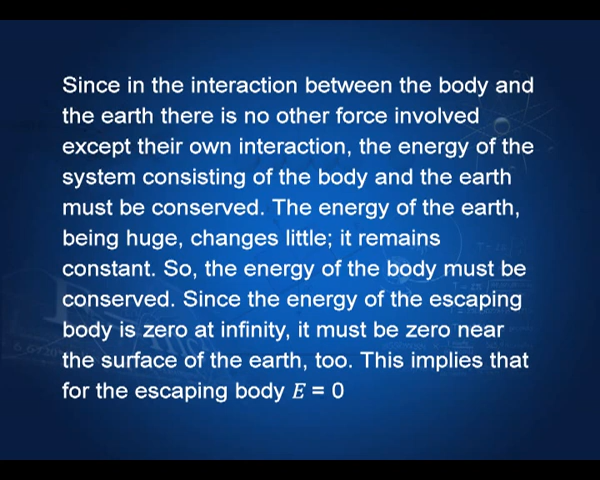 Since in the interaction between the body and
the earth there is no other force involved
except their own interaction, the energy of the
system consisting of the body and the earth
must be conserved. The energy of the earth,
being huge, changes little; it remains
constant. So, the energy of the body must be
conserved. Since the energy of the escaping
body is zero at infinity, it must be zero near
the surface of the earth, too. This implies that
for the escaping body E = 0